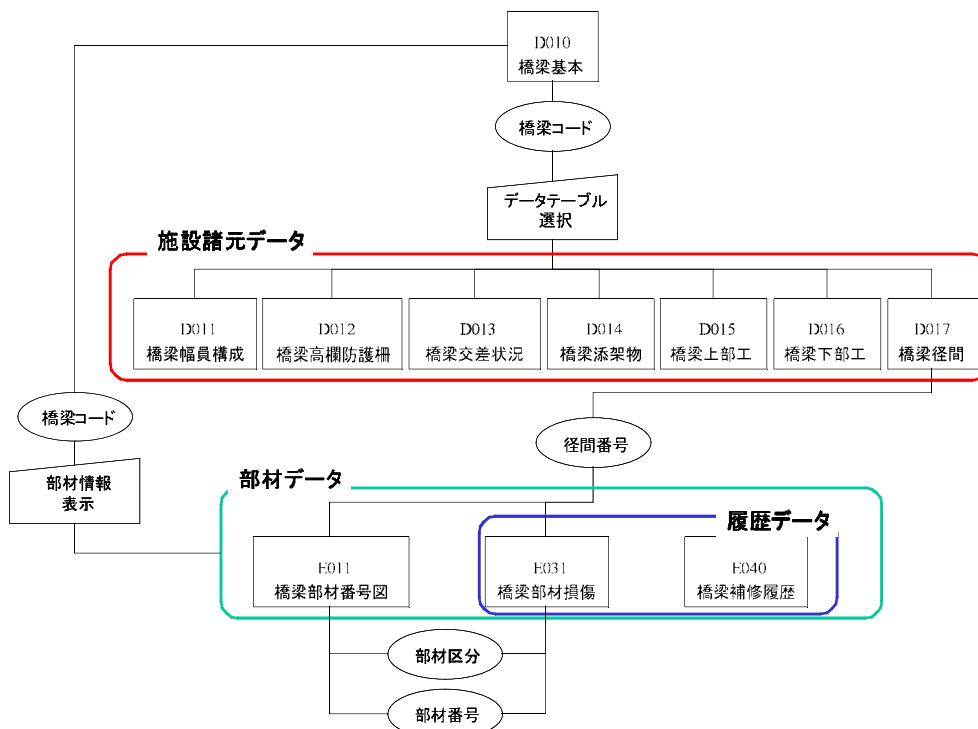 D010
橋梁基本
橋梁コード
データテーブル
選択
施設諸元データ
D011
橋梁幅員構成
D012
橋梁高欄防護柵
D013
橋梁交差状況
D014
橋梁添架物
D015
橋梁上部工
D016
橋梁下部工
D017
橋梁径間
橋梁コード
径間番号
部材情報
表示
部材データ
履歴データ
E011
橋梁部材番号図
E031
橋梁部材損傷
E040
橋梁補修履歴
部材区分
部材番号